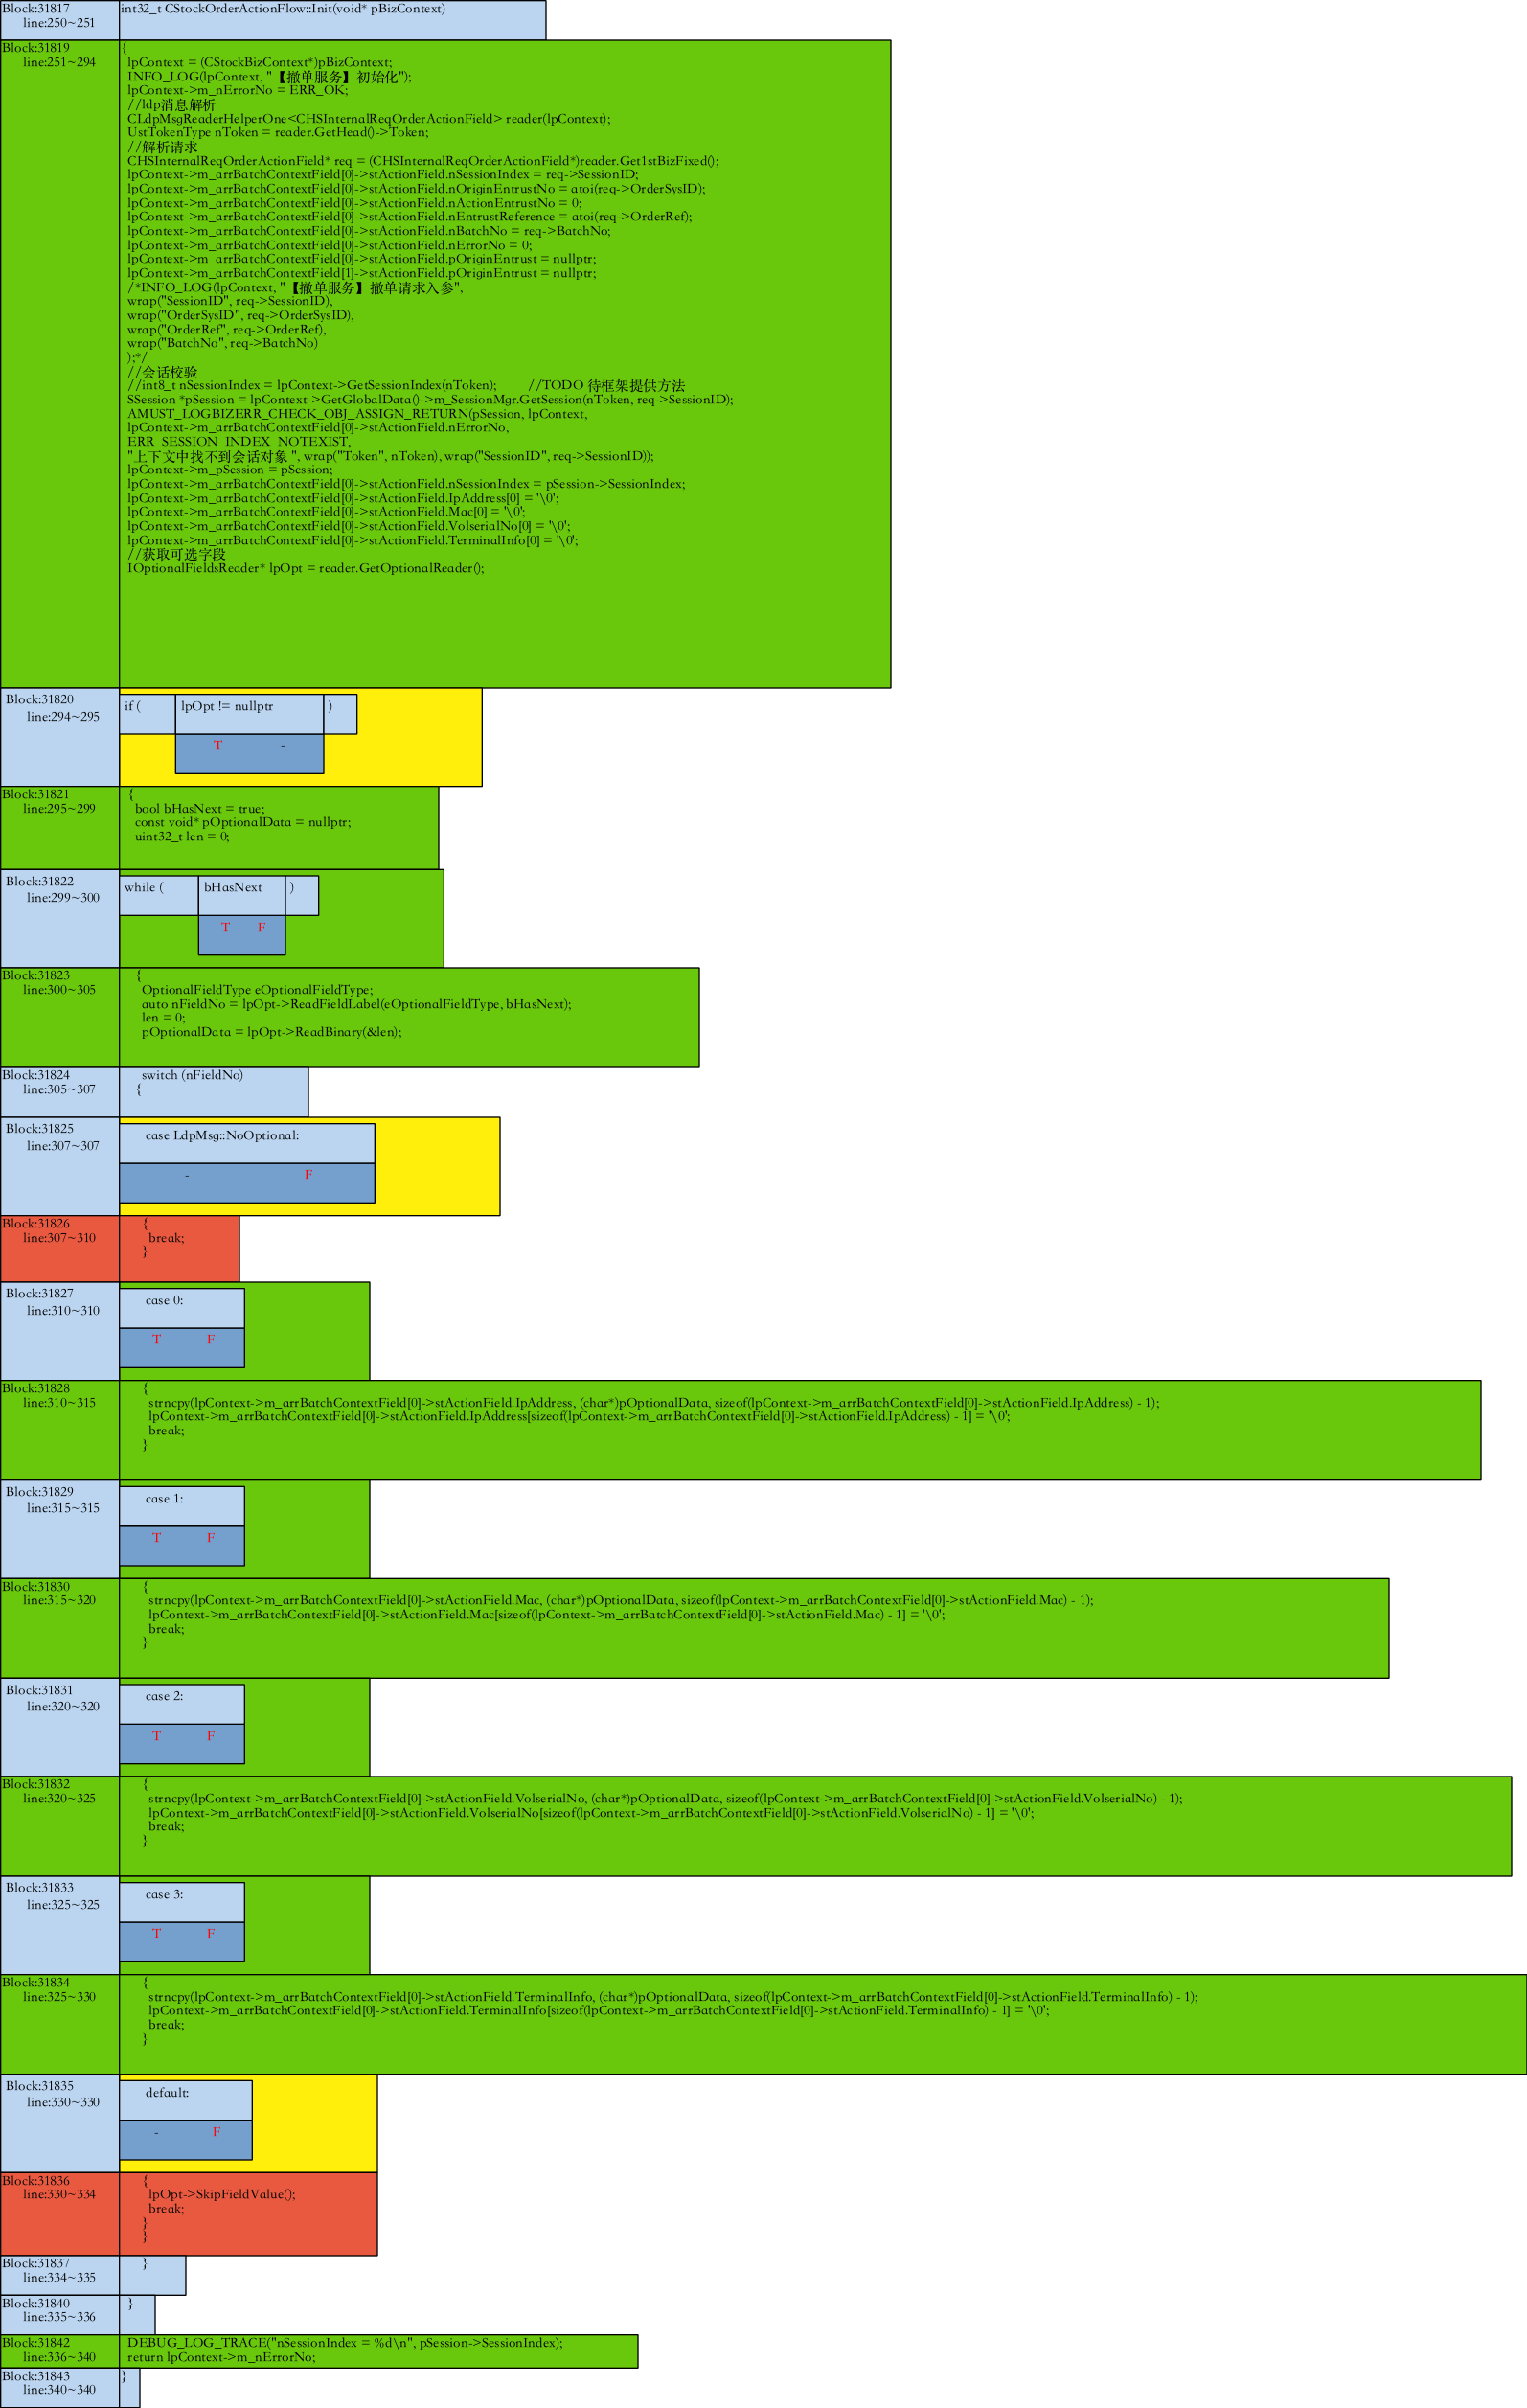 Block:31817
line:250~251
int32_t CStockOrderActionFlow::Init(void* pBizContext)
Block:31819
line:251~294
{
lpContext = (CStockBizContext*)pBizContext;
INFO_LOG(lpContext, "【撤单服务】初始化");
lpContext->m_nErrorNo = ERR_OK;
//ldp消息解析
CLdpMsgReaderHelperOne<CHSInternalReqOrderActionField> reader(lpContext);
UstTokenType nToken = reader.GetHead()->Token;
//解析请求
CHSInternalReqOrderActionField* req = (CHSInternalReqOrderActionField*)reader.Get1stBizFixed();
lpContext->m_arrBatchContextField[0]->stActionField.nSessionIndex = req->SessionID;
lpContext->m_arrBatchContextField[0]->stActionField.nOriginEntrustNo = atoi(req->OrderSysID);
lpContext->m_arrBatchContextField[0]->stActionField.nActionEntrustNo = 0;
lpContext->m_arrBatchContextField[0]->stActionField.nEntrustReference = atoi(req->OrderRef);
lpContext->m_arrBatchContextField[0]->stActionField.nBatchNo = req->BatchNo;
lpContext->m_arrBatchContextField[0]->stActionField.nErrorNo = 0;
lpContext->m_arrBatchContextField[0]->stActionField.pOriginEntrust = nullptr;
lpContext->m_arrBatchContextField[1]->stActionField.pOriginEntrust = nullptr;
/*INFO_LOG(lpContext, "【撤单服务】撤单请求入参",
wrap("SessionID", req->SessionID),
wrap("OrderSysID", req->OrderSysID),
wrap("OrderRef", req->OrderRef),
wrap("BatchNo", req->BatchNo)
);*/
//会话校验
//int8_t nSessionIndex = lpContext->GetSessionIndex(nToken); //TODO 待框架提供方法
SSession *pSession = lpContext->GetGlobalData()->m_SessionMgr.GetSession(nToken, req->SessionID);
AMUST_LOGBIZERR_CHECK_OBJ_ASSIGN_RETURN(pSession, lpContext,
lpContext->m_arrBatchContextField[0]->stActionField.nErrorNo,
ERR_SESSION_INDEX_NOTEXIST,
"上下文中找不到会话对象 ", wrap("Token", nToken), wrap("SessionID", req->SessionID));
lpContext->m_pSession = pSession;
lpContext->m_arrBatchContextField[0]->stActionField.nSessionIndex = pSession->SessionIndex;
lpContext->m_arrBatchContextField[0]->stActionField.IpAddress[0] = '\0';
lpContext->m_arrBatchContextField[0]->stActionField.Mac[0] = '\0';
lpContext->m_arrBatchContextField[0]->stActionField.VolserialNo[0] = '\0';
lpContext->m_arrBatchContextField[0]->stActionField.TerminalInfo[0] = '\0';
//获取可选字段
IOptionalFieldsReader* lpOpt = reader.GetOptionalReader();
Block:31820
line:294~295
if ( lpOpt != nullptr )
T -
Block:31821
line:295~299
{
bool bHasNext = true;
const void* pOptionalData = nullptr;
uint32_t len = 0;
Block:31822
line:299~300
while ( bHasNext )
T F
Block:31823
line:300~305
{
OptionalFieldType eOptionalFieldType;
auto nFieldNo = lpOpt->ReadFieldLabel(eOptionalFieldType, bHasNext);
len = 0;
pOptionalData = lpOpt->ReadBinary(&len);
Block:31824
line:305~307
switch (nFieldNo)
{
Block:31825
line:307~307
case LdpMsg::NoOptional:
- F
Block:31826
line:307~310
{
break;
}
Block:31827
line:310~310
case 0:
T F
Block:31828
line:310~315
{
strncpy(lpContext->m_arrBatchContextField[0]->stActionField.IpAddress, (char*)pOptionalData, sizeof(lpContext->m_arrBatchContextField[0]->stActionField.IpAddress) - 1);
lpContext->m_arrBatchContextField[0]->stActionField.IpAddress[sizeof(lpContext->m_arrBatchContextField[0]->stActionField.IpAddress) - 1] = '\0';
break;
}
Block:31829
line:315~315
case 1:
T F
Block:31830
line:315~320
{
strncpy(lpContext->m_arrBatchContextField[0]->stActionField.Mac, (char*)pOptionalData, sizeof(lpContext->m_arrBatchContextField[0]->stActionField.Mac) - 1);
lpContext->m_arrBatchContextField[0]->stActionField.Mac[sizeof(lpContext->m_arrBatchContextField[0]->stActionField.Mac) - 1] = '\0';
break;
}
Block:31831
line:320~320
case 2:
T F
Block:31832
line:320~325
{
strncpy(lpContext->m_arrBatchContextField[0]->stActionField.VolserialNo, (char*)pOptionalData, sizeof(lpContext->m_arrBatchContextField[0]->stActionField.VolserialNo) - 1);
lpContext->m_arrBatchContextField[0]->stActionField.VolserialNo[sizeof(lpContext->m_arrBatchContextField[0]->stActionField.VolserialNo) - 1] = '\0';
break;
}
Block:31833
line:325~325
case 3:
T F
Block:31834
line:325~330
{
strncpy(lpContext->m_arrBatchContextField[0]->stActionField.TerminalInfo, (char*)pOptionalData, sizeof(lpContext->m_arrBatchContextField[0]->stActionField.TerminalInfo) - 1);
lpContext->m_arrBatchContextField[0]->stActionField.TerminalInfo[sizeof(lpContext->m_arrBatchContextField[0]->stActionField.TerminalInfo) - 1] = '\0';
break;
}
Block:31835
line:330~330
default:
- F
Block:31836
line:330~334
{
lpOpt->SkipFieldValue();
break;
}
}
Block:31837
line:334~335
}
Block:31840
line:335~336
}
Block:31842
line:336~340
DEBUG_LOG_TRACE("nSessionIndex = %d\n", pSession->SessionIndex);
return lpContext->m_nErrorNo;
Block:31843
line:340~340
}